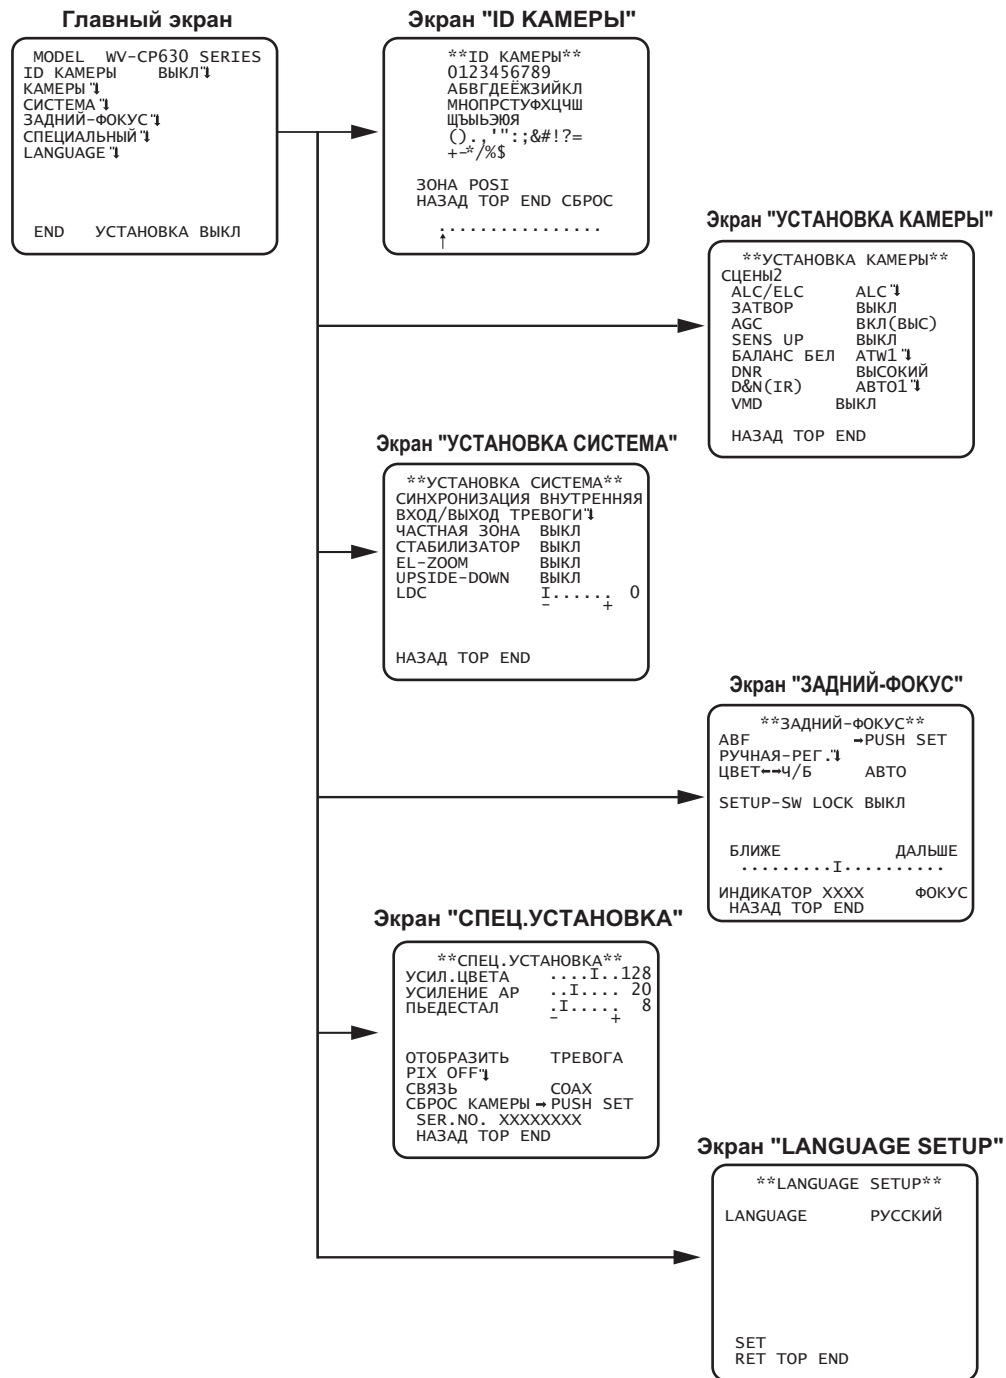 Главный экран
MODEL WV-CP630 SERIES
ID КАМЕРЫ ВЫКЛ
КАМЕРЫ
СИСТЕМА
ЗАДНИЙ-ФОКУС
СПЕЦИАЛЬНЫЙ
LANGUAGE
END УСТАНОВКА ВЫКЛ
Экран "ID КАМЕРЫ"
**ID КАМЕРЫ**
0123456789
АБВГДЕЁЖЗИЙКЛ
МНОПРСТУФХЦЧШ
ЩЪЫЬЭЮЯ
().,'":;&#!?=
+-*/%$
ЗОНА POSI
НАЗАД TOP END СБРОС
................
↑
Экран "УСТАНОВКА КАМЕРЫ"
**УСТАНОВКА КАМЕРЫ**
СЦЕНЫ2
ALC/ELC ALC
ЗАТВОР ВЫКЛ
AGC ВКЛ(ВЫС)
SENS UP ВЫКЛ
БАЛАНС БЕЛ ATW1
DNR ВЫСОКИЙ
D&N(IR) АВТО1
VMD ВЫКЛ
НАЗАД TOP END
Экран "УСТАНОВКА СИСТЕМА"
**УСТАНОВКА СИСТЕМА**
СИНХРОНИЗАЦИЯ ВНУТРЕННЯЯ
ВХОД/ВЫХОД ТРЕВОГИ
ЧАСТНАЯ ЗОНА ВЫКЛ
СТАБИЛИЗАТОР ВЫКЛ
EL-ZOOM ВЫКЛ
UPSIDE-DOWN ВЫКЛ
LDC I...... 0
- +
НАЗАД TOP END
Экран "ЗАДНИЙ-ФОКУС"
**ЗАДНИЙ-ФОКУС**
ABF →PUSH SET
РУЧНАЯ-РЕГ.
ЦВЕТ←→Ч/Б АВТО
SETUP-SW LOCK ВЫКЛ
БЛИЖЕ ДАЛЬШЕ
.........I..........
ИНДИКАТОР XXXX ФОКУС
НАЗАД TOP END
Экран "СПЕЦ.УСТАНОВКА"
**СПЕЦ.УСТАНОВКА**
УСИЛ.ЦВЕТА ....I..128
УСИЛЕНИЕ АР ..I.... 20
ПЬЕДЕСТАЛ .I..... 8
- +
ОТОБРАЗИТЬ ТРЕВОГА
PIX OFF
СВЯЗЬ COAX
СБРОС КАМЕРЫ →PUSH SET
SER.NO. XXXXXXXX
НАЗАД TOP END
Экран "LANGUAGE SETUP"
**LANGUAGE SETUP**
LANGUAGE РУССКИЙ
SET
RET TOP END